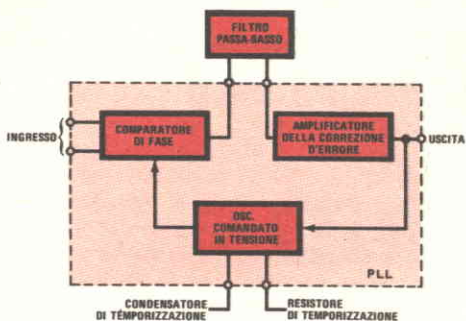 FILTRO
PASSA-BASSO
INGRESSO
COMPARATORE
DI FASE
AMPLIFICATORE
DELLA CORREZIONE
D'ERRORE
USCITA
OSC.
COMANDATO
IN TENSIONE
PLL
CONDENSATORE
DI TEMPORIZZAZIONE
RESISTORE
DI TEMPORIZZAZIONE